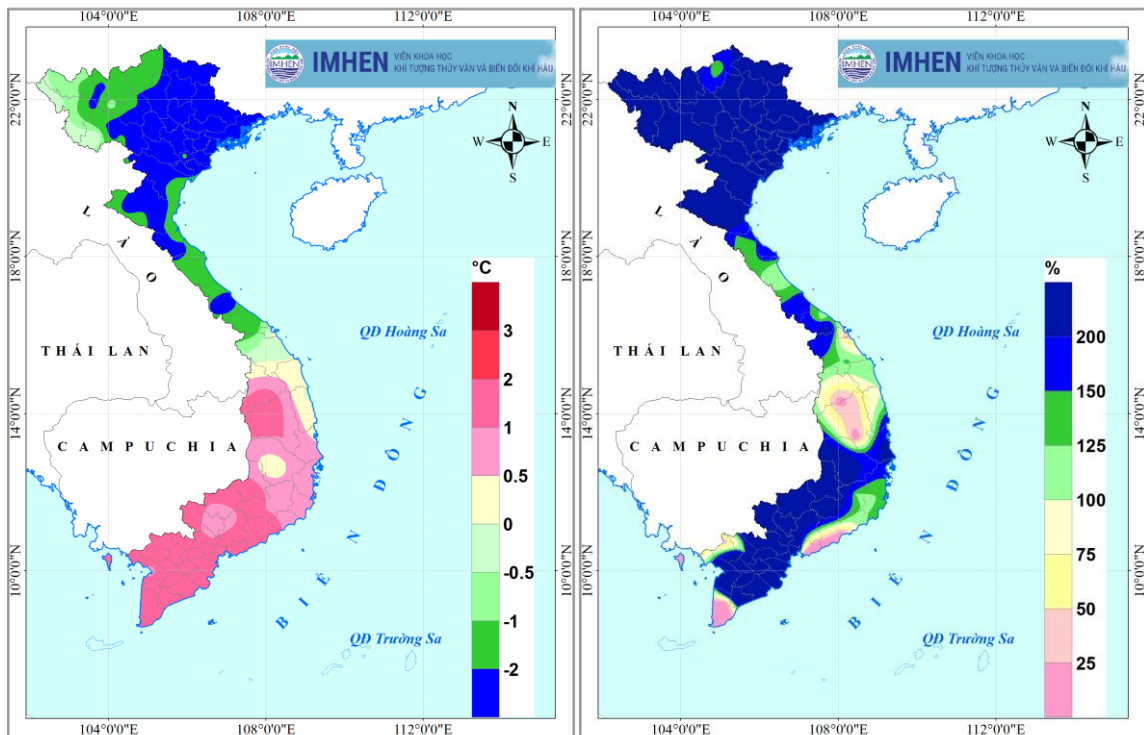 104°0'0"E 108°0'0"E 112°0'0"E
IMHEN VIỆN KHOA HỌC
KHÍ TƯỢNG THỦY VĂN VÀ BIẾN ĐỔI KHÍ HẬU
22°0'0"N
N
W E
S
L À O
18°0'0"N
°C
QĐ Hoàng Sa
THÁI LAN
3
2
1
0.5
0
-0.5
-1
-2
14°0'0"N
CAMPUCHIA
BIỂN ĐÔNG
10°0'0"N
QĐ Trường Sa
104°0'0"E 108°0'0"E 112°0'0"E
104°0'0"E 108°0'0"E 112°0'0"E
IMHEN VIỆN KHOA HỌC
KHÍ TƯỢNG THỦY VĂN VÀ BIẾN ĐỔI KHÍ HẬU
22°0'0"N
N
W E
S
L À O
18°0'0"N
%
QĐ Hoàng Sa
THÁI LAN
200
150
125
100
75
50
25
14°0'0"N
CAMPUCHIA
BIỂN ĐÔNG
10°0'0"N
QĐ Trường Sa
104°0'0"E 108°0'0"E 112°0'0"E